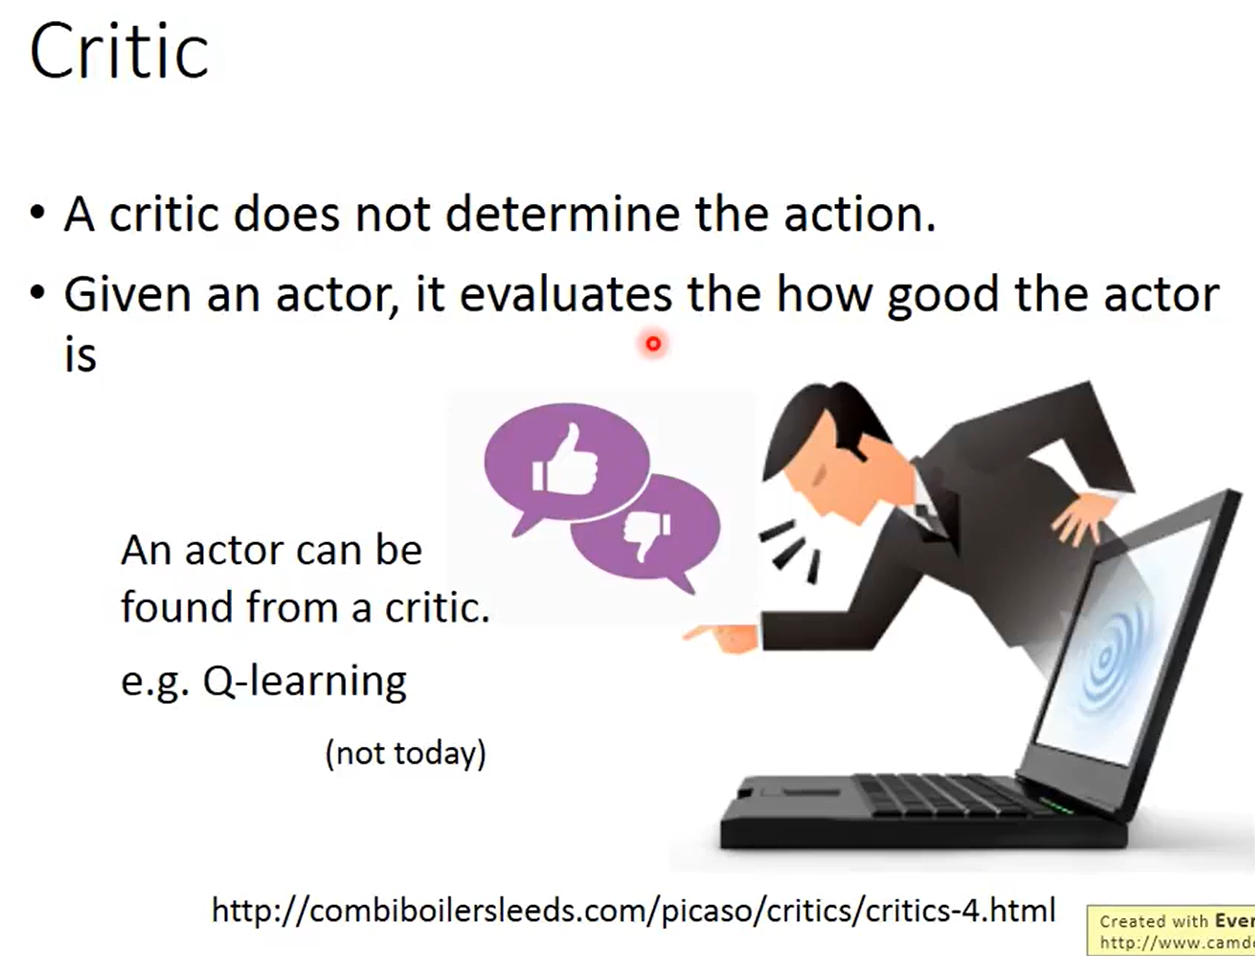 Critic
• A critic does not determine the action.
• Given an actor, it evaluates the how good the actor
is
An actor can be
found from a critic.
e.g. Q-learning
(not today)
http://combiboilersleeds.com/picaso/critics/critics-4.html
Created with
http://www.camd